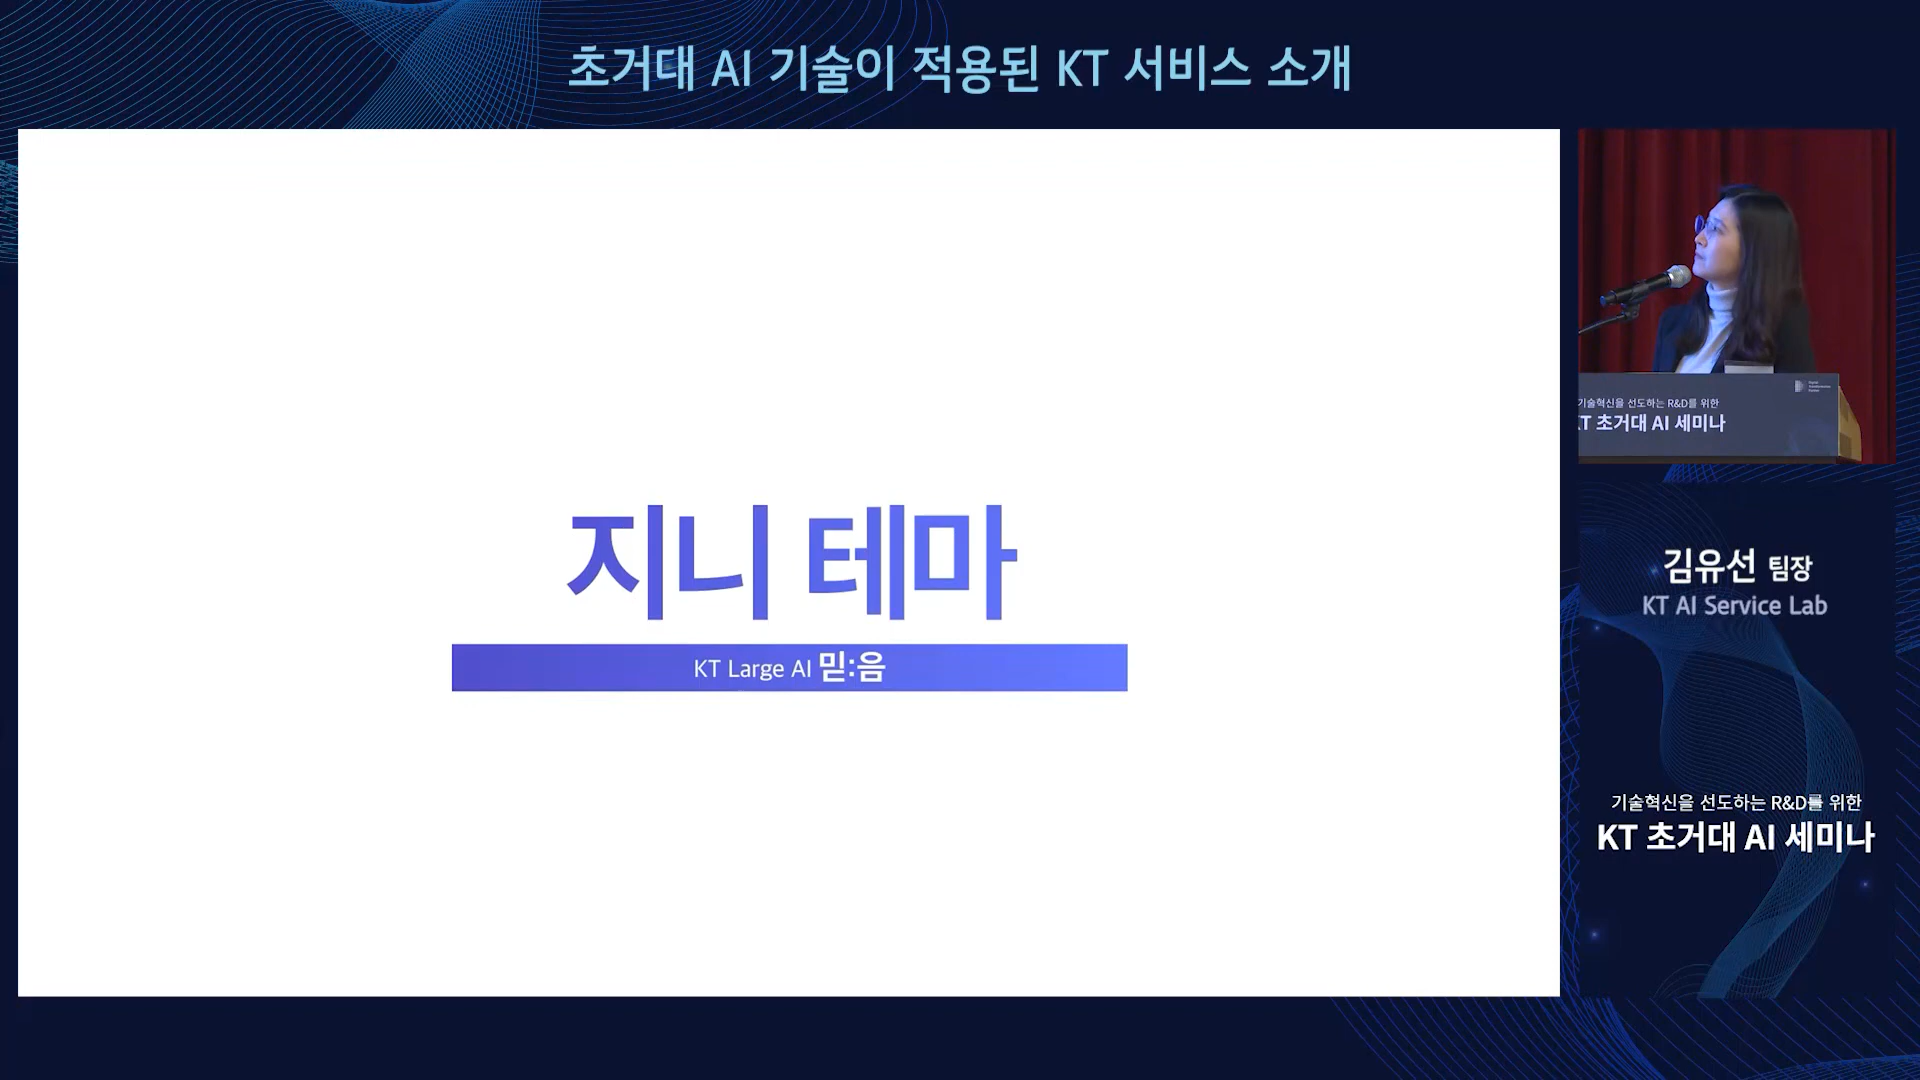 초거대 AI 기술이 적용된 KT 서비스 소개
지니 테마
KT Large AI 믿:음
기술혁신을 선도하는 R&D를 위한
KT 초거대 AI 세미나
김유선 팀장
KT AI Service Lab
기술혁신을 선도하는 R&D를 위한
KT 초거대 AI 세미나